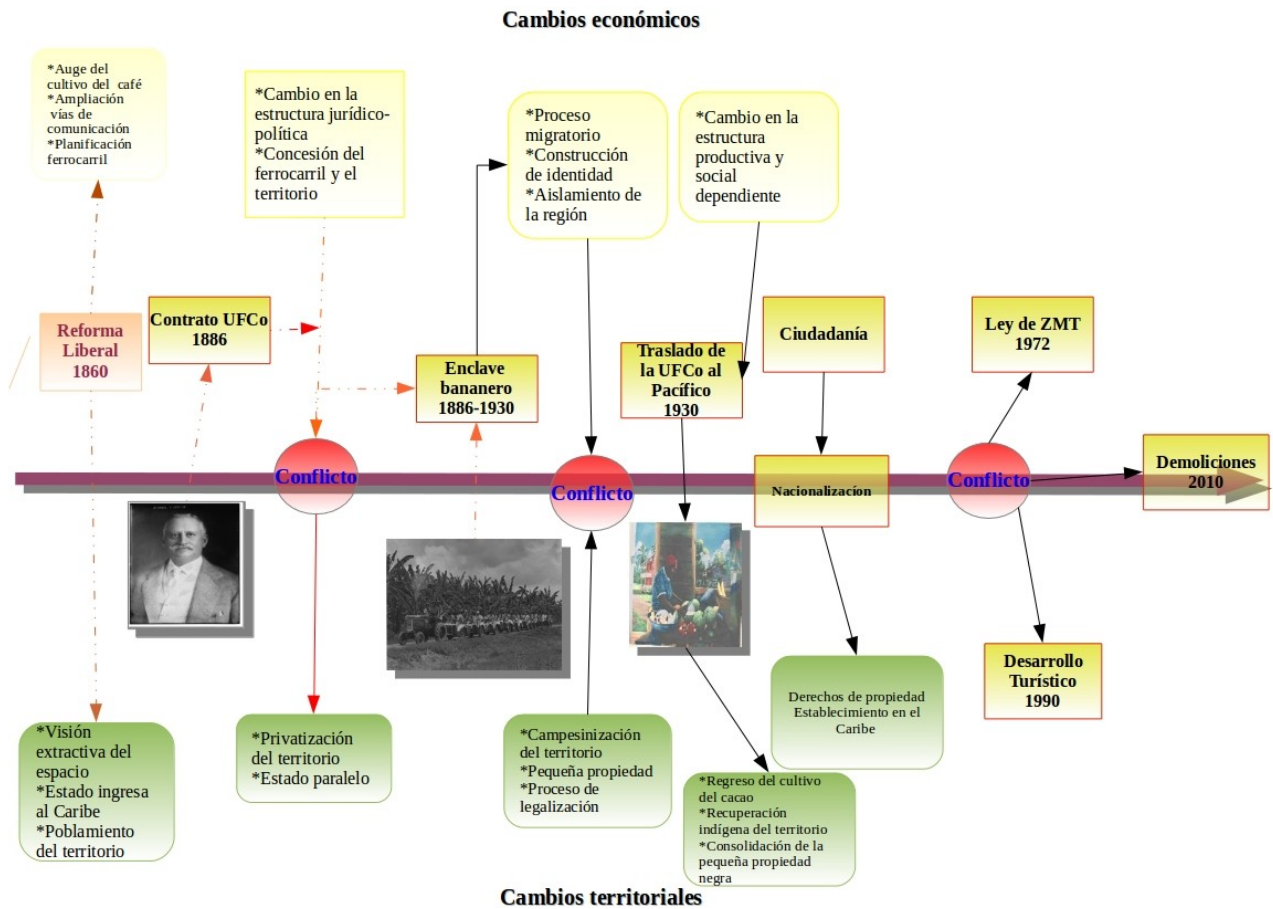 Cambios económicos
*Auge del
cultivo del café
*Ampliación
vías de
comunicación
*Planificación
ferrocarril
*Cambio en la
estructura jurídico-
política
*Concesión del
ferrocarril y el
territorio
*Proceso
migratorio
*Construcción
de identidad
*Aislamiento de
la región
*Cambio en la
estructura
productiva y
social
dependiente
Reforma
Liberal
1860
Contrato UFCo
1886
Enclave
bananero
1886-1930
Traslado de
la UFCo al
Pacífico
1930
Ciudadanía
Ley de ZMT
1972
Conflicto
Conflicto
Nacionalización
Conflicto
Demoliciones
2010
*Visión
extractiva del
espacio
*Estado ingresa
al Caribe
*Poblamiento
del territorio
*Privatización
del territorio
*Estado paralelo
*Campesinización
del territorio
*Pequeña propiedad
*Proceso de
legalización
*Regreso del cultivo
del cacao
*Recuperación
indígena del territorio
*Consolidación de la
pequeña propiedad
negra
Derechos de propiedad
Establecimiento en el
Caribe
Desarrollo
Turístico
1990
Cambios territoriales